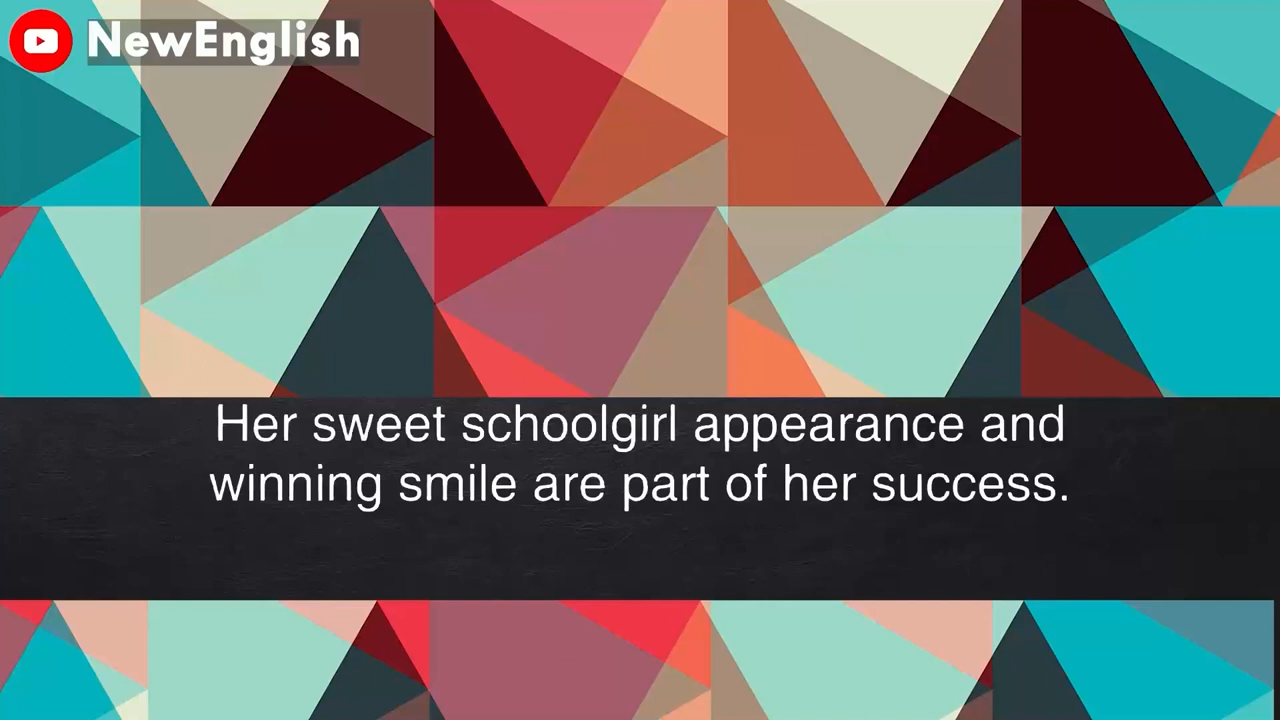 NewEnglish
Her sweet schoolgirl appearance and
winning smile are part of her success.